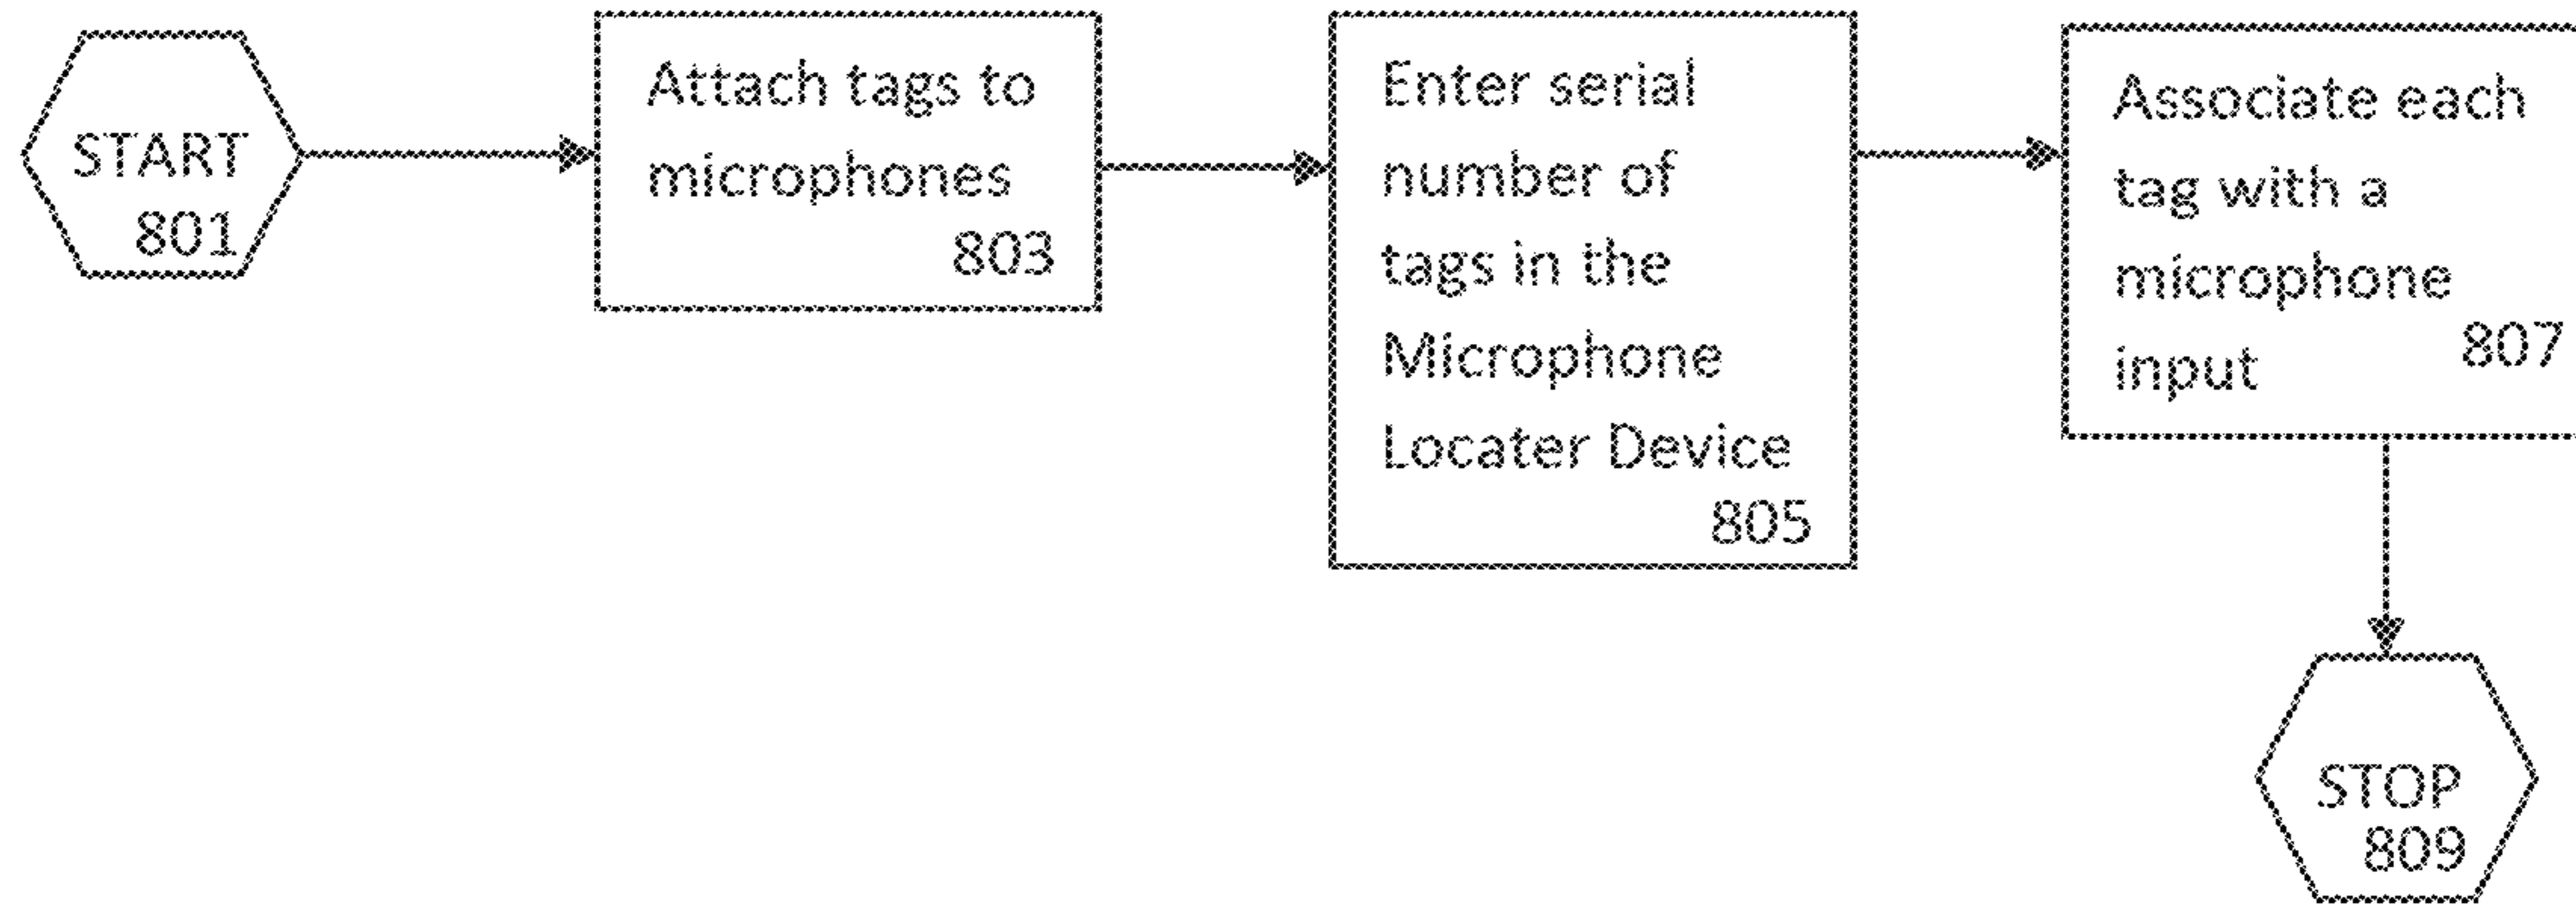 START
801
Attach tags to
microphones
803
Enter serial
number of
tags in the
Microphone
Locater Device
805
Associate each
tag with a
microphone
input
807
STOP
809